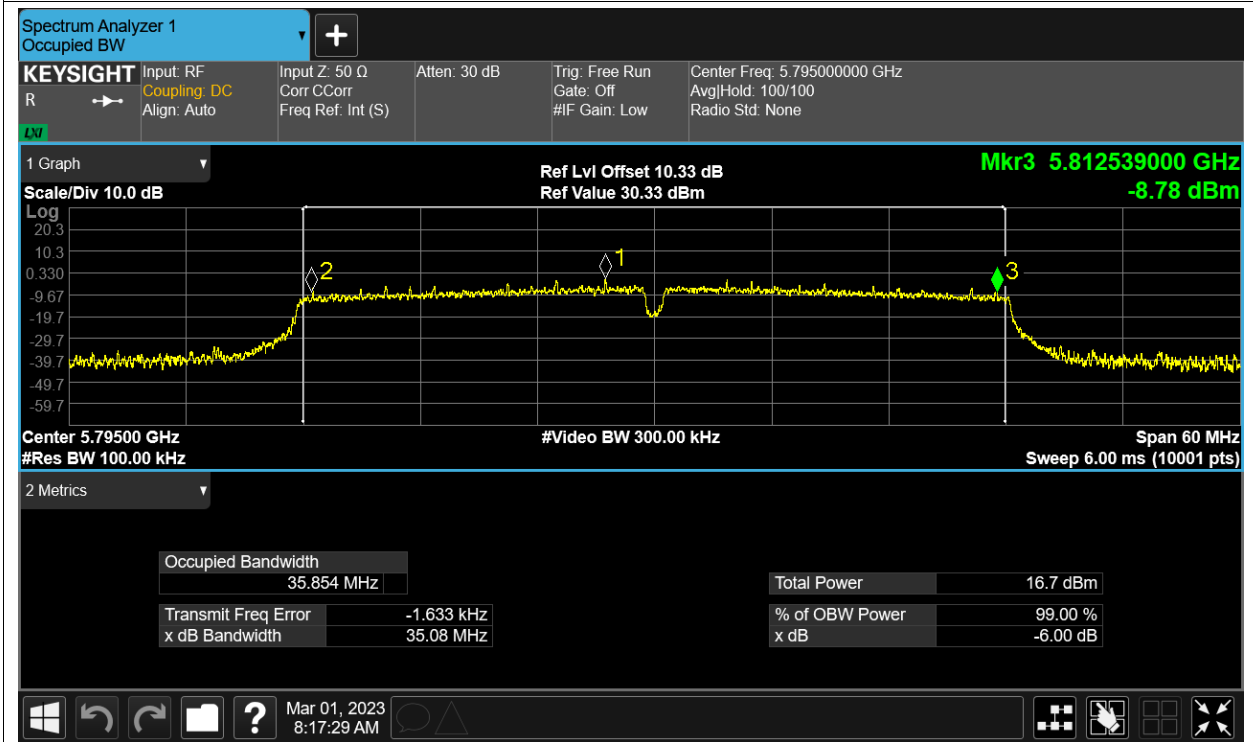 Spectrum Analyzer 1
Occupied BW
KEYSIGHT
R
LXI
Input: RF
Coupling: DC
Align: Auto
Input Z: 50 Ω
Corr CCorr
Freq Ref: Int (S)
Atten: 30 dB
Trig: Free Run
Gate: Off
#IF Gain: Low
Center Freq: 5.795000000 GHz
Avg|Hold: 100/100
Radio Std: None
1 Graph
Scale/Div 10.0 dB
Ref Lvl Offset 10.33 dB
Ref Value 30.33 dBm
Mkr3 5.812539000 GHz
-8.78 dBm
Log
20.3
10.3
0.330
-9.67
-19.7
-29.7
-39.7
-49.7
-59.7
2
1
3
Center 5.79500 GHz
#Res BW 100.00 kHz
#Video BW 300.00 kHz
Span 60 MHz
Sweep 6.00 ms (10001 pts)
2 Metrics
Occupied Bandwidth
35.854 MHz
Transmit Freq Error -1.633 kHz
x dB Bandwidth 35.08 MHz
Total Power 16.7 dBm
% of OBW Power 99.00 %
x dB -6.00 dB
?
Mar 01, 2023
8:17:29 AM